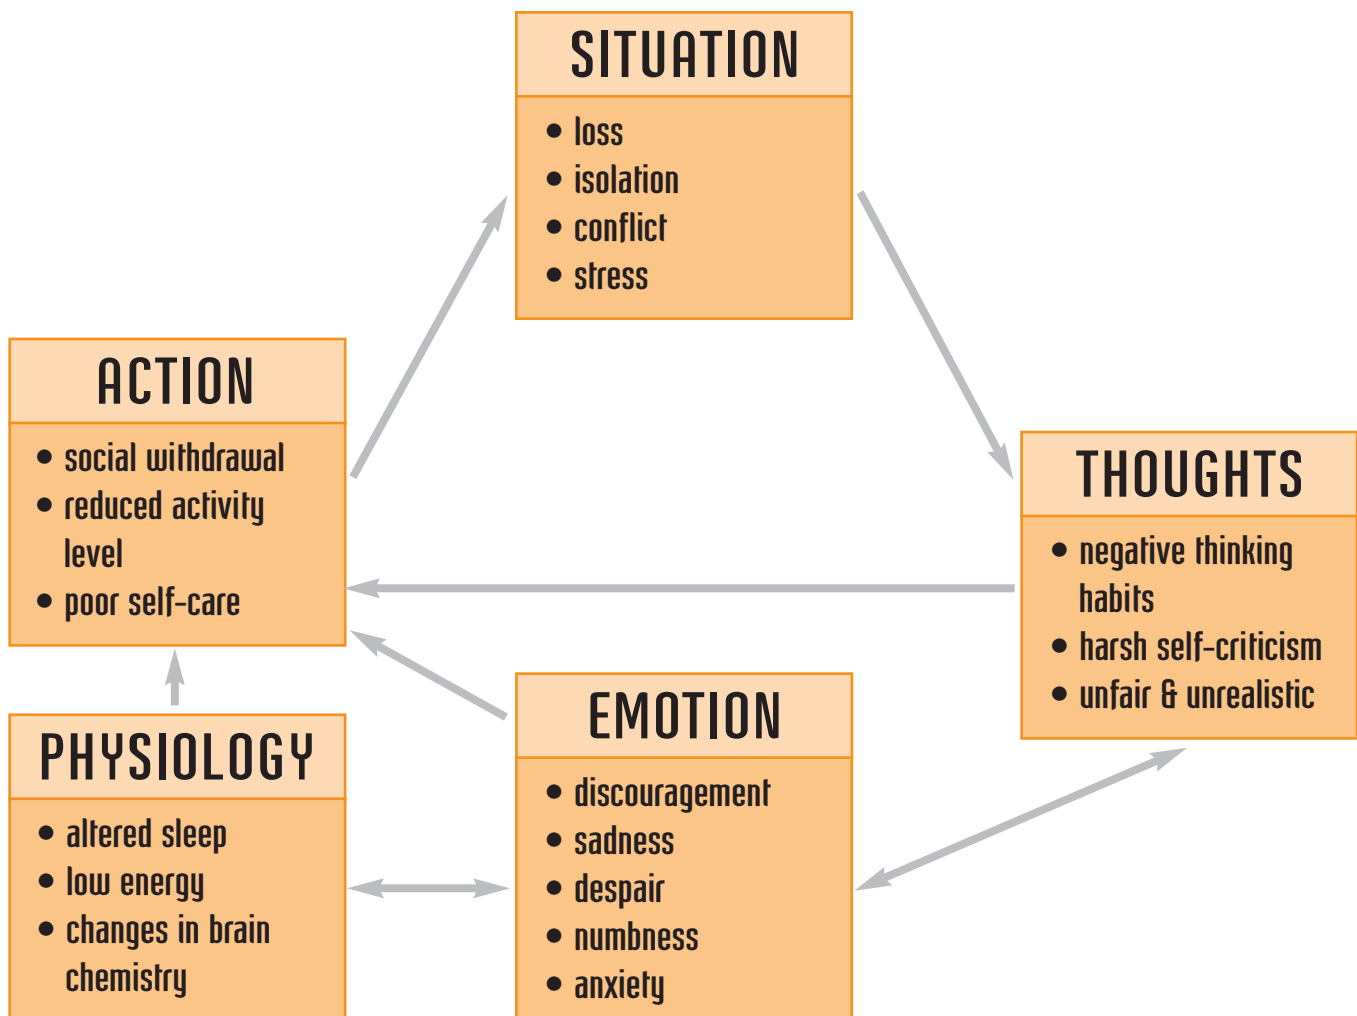 SITUATION
• loss
• isolation
• conflict
• stress
ACTION
• social withdrawal
• reduced activity
level
• poor self-care
THOUGHTS
• negative thinking
habits
• harsh self-criticism
• unfair & unrealistic
PHYSIOLOGY
• altered sleep
• low energy
• changes in brain
chemistry
EMOTION
• discouragement
• sadness
• despair
• numbness
• anxiety